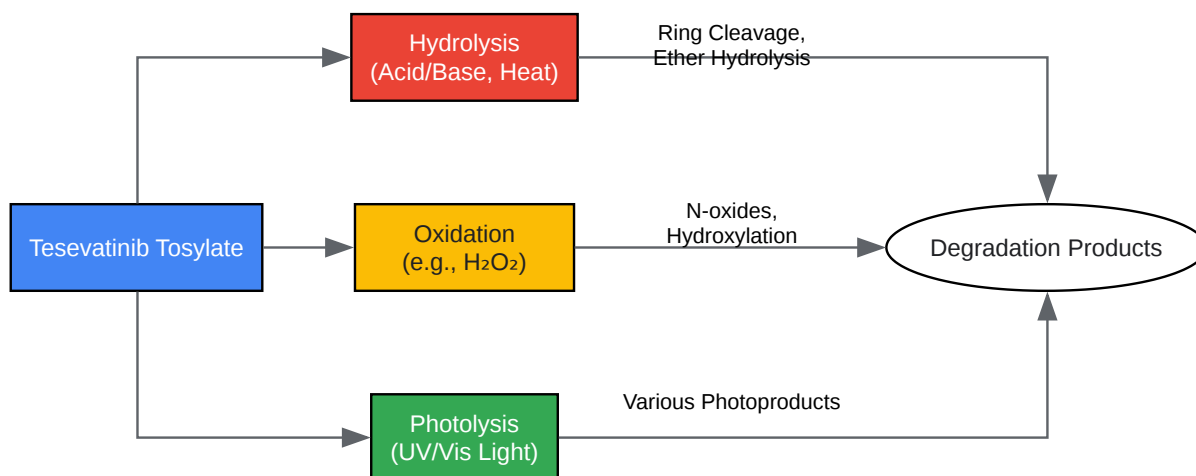 Hydrolysis
(Acid/Base, Heat)
Ring Cleavage,
Ether Hydrolysis
Tesevatinib Tosylate
Oxidation
(e.g., H₂O₂)
N-oxides,
Hydroxylation
Degradation Products
Photolysis
(UV/Vis Light)
Various Photoproducts